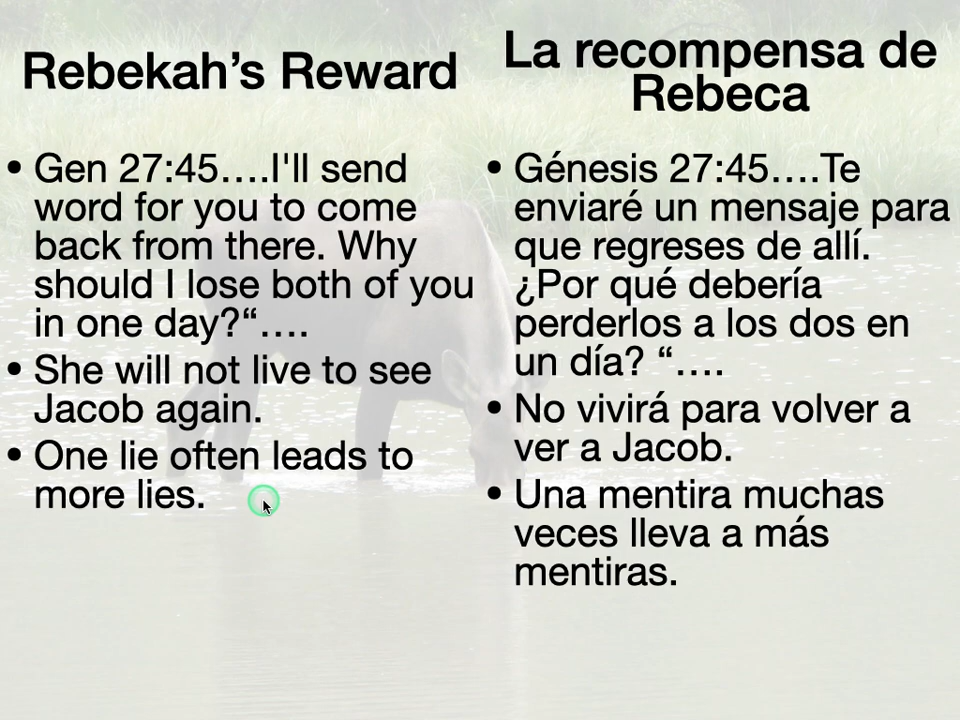 Rebekah’s Reward
• Gen 27:45….I'll send
word for you to come
back from there. Why
should I lose both of you
in one day?“….
• She will not live to see
Jacob again.
• One lie often leads to
more lies.
La recompensa de
Rebeca
• Génesis 27:45….Te
enviaré un mensaje para
que regreses de allí.
¿Por qué debería
perderlos a los dos en
un día? “….
• No vivirá para volver a
ver a Jacob.
• Una mentira muchas
veces lleva a más
mentiras.